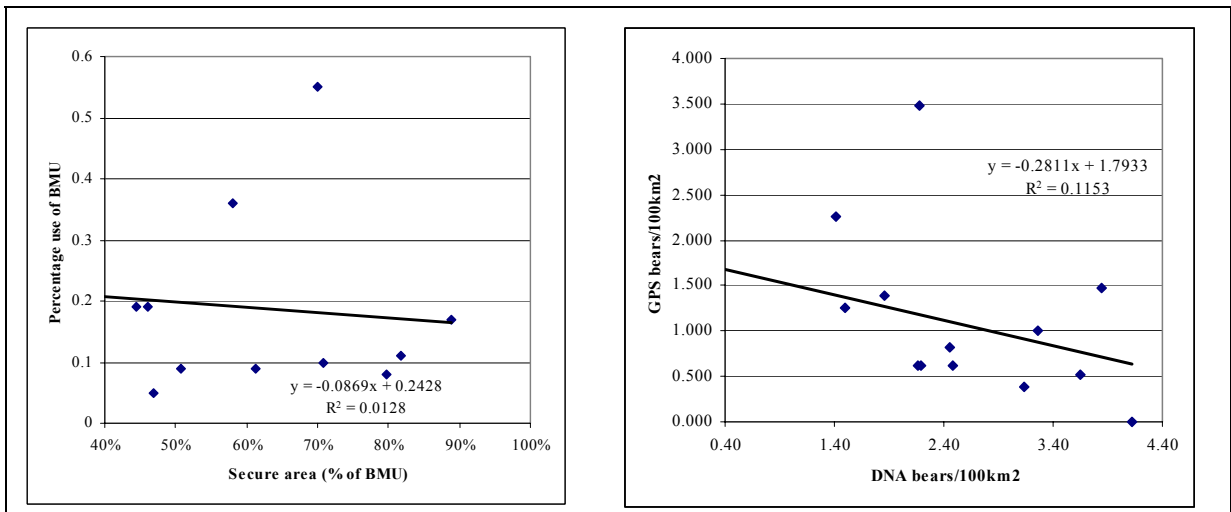 0.6
0.5
0.4
0.3
0.2
0.1
0
Percentage use of BMU
y = -0.0869x + 0.2428
R² = 0.0128
40% 50% 60% 70% 80% 90% 100%
Secure area (% of BMU)
4.000
3.500
3.000
2.500
2.000
1.500
1.000
0.500
0.000
GPS bears/100km2
y = -0.2811x + 1.7933
R² = 0.1153
0.40 1.40 2.40 3.40 4.40
DNA bears/100km2